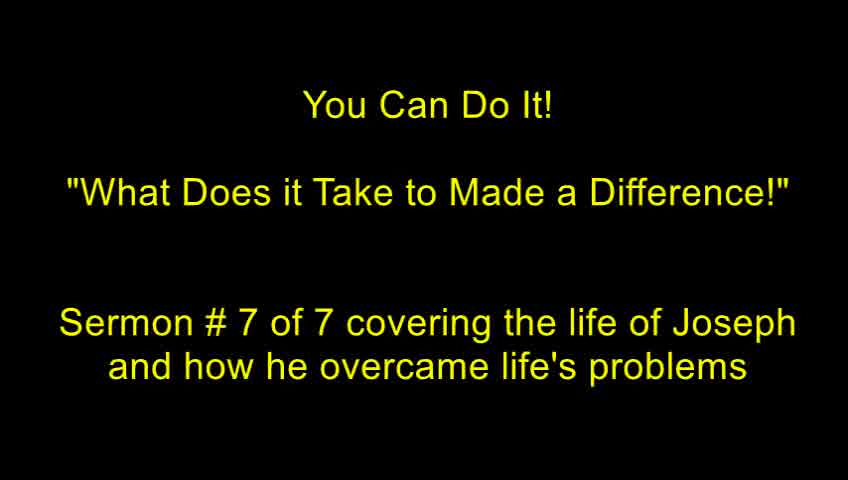 You Can Do It!
"What Does it Take to Made a Difference!"
Sermon # 7 of 7 covering the life of Joseph
and how he overcame life's problems